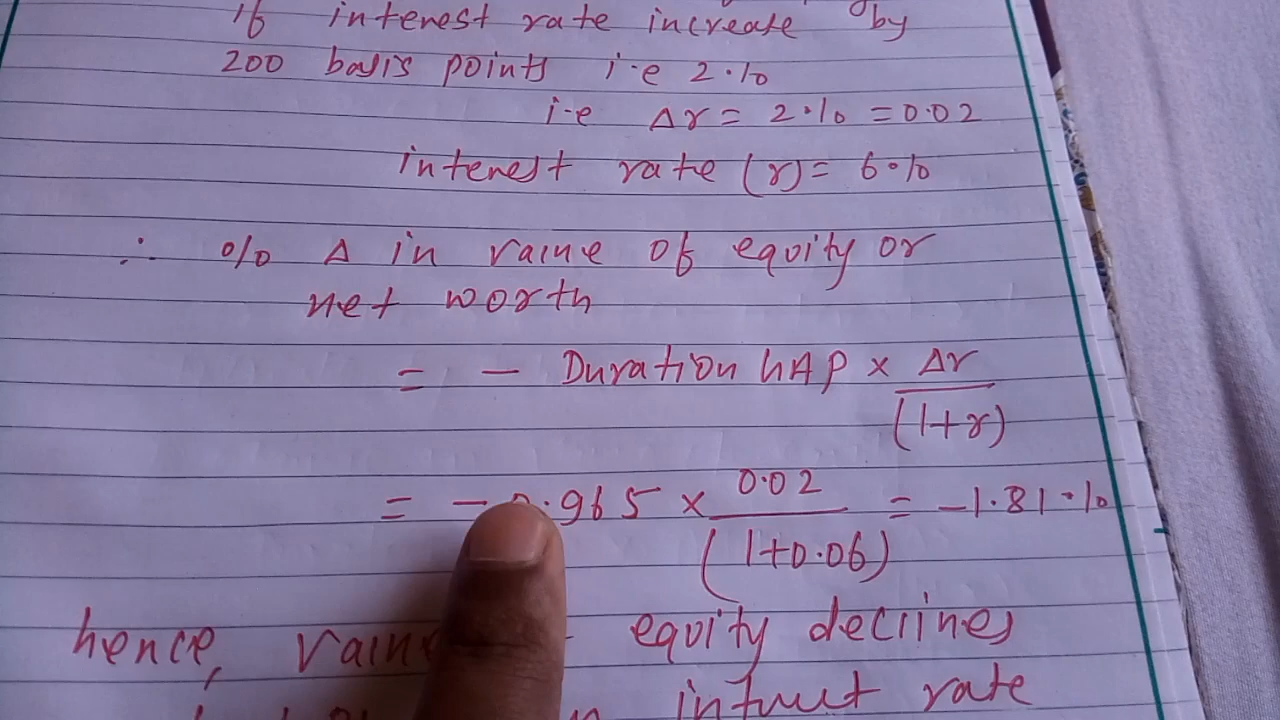 If interest rate increase by
200 basis points i.e 2%
i.e Δr = 2% = 0.02
interest rate (r) = 6%
∴ % Δ in value of equity or
net worth
= - Duration GAP × Δr
(1+r)
= - 0.965 × 0.02 = -1.81%
(1+0.06)
hence, equity declines
rate